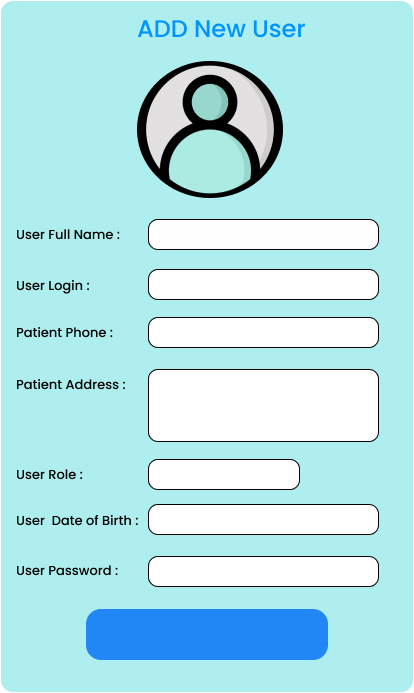 ADD New User
User Full Name :
User Login :
Patient Phone :
Patient Address :
User Role :
User  Date of Birth :
User Password :